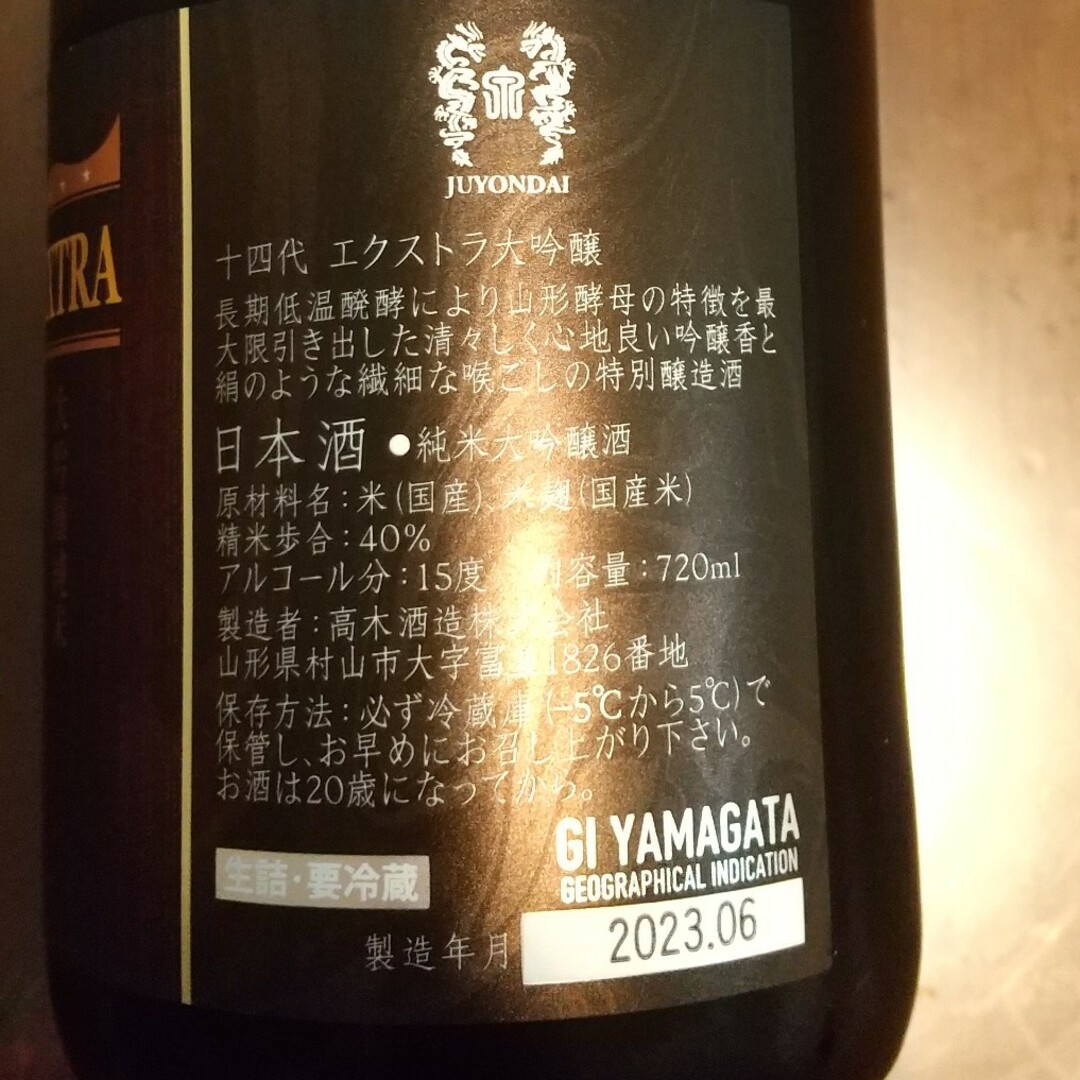 JUYONDAI
十四代 エクストラ大吟醸
長期低温醗酵により山形酵母の特徴を最
大限引き出した清々しく心地良い吟醸香と
絹のような繊細な喉ごしの特別醸造酒
日本酒 ●純米大吟醸酒
原材料名:米(国産)、米麹(国産米)
精米歩合:40%
アルコール分:15度 容量:720ml
製造者:高木酒造株式会社
山形県村山市大字富並1826番地
保存方法:必ず冷蔵庫(-5℃から5℃)で
保管し、お早めにお召し上がり下さい。
お酒は20歳になってから。
GI YAMAGATA
GEOGRAPHICAL INDICATION
生詰・要冷蔵
製造年月 2023.06
XTRA